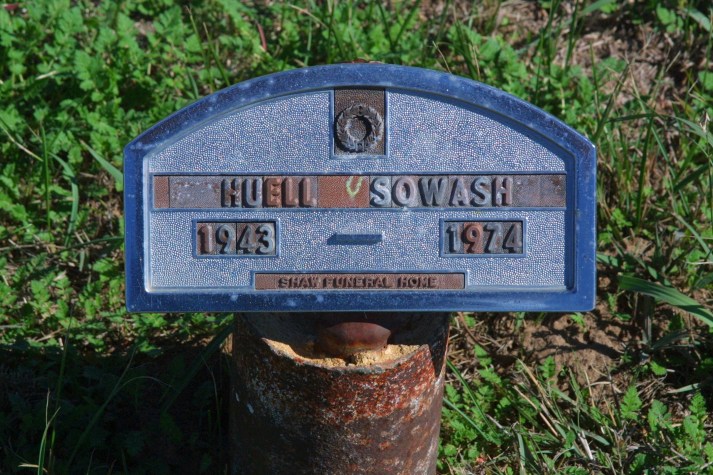 HUELL V SOWASH
1943 – 1974
SHAW FUNERAL HOME